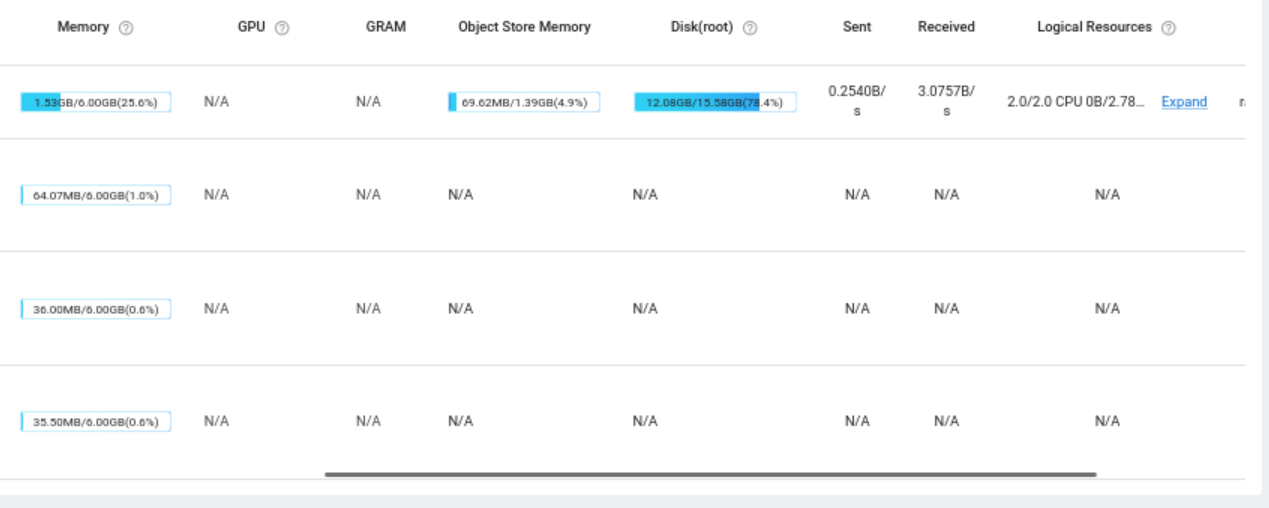 Memory GPU GRAM Object Store Memory Disk(root) Sent Received Logical Resources
1.53GB/6.00GB(25.6%) N/A N/A 69.62MB/1.39GB(4.9%) 12.08GB/15.58GB(78.4%) 0.2540B/s 3.0757B/s 2.0/2.0 CPU 0B/2.78... Expand
64.07MB/6.00GB(1.0%) N/A N/A N/A N/A N/A N/A N/A
36.00MB/6.00GB(0.6%) N/A N/A N/A N/A N/A N/A N/A
35.50MB/6.00GB(0.6%) N/A N/A N/A N/A N/A N/A N/A